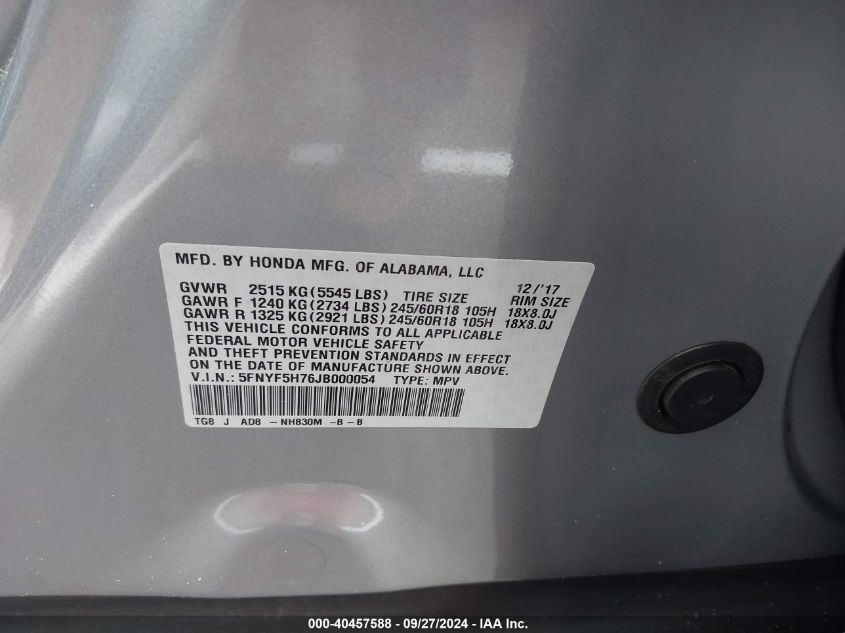 MFD. BY HONDA MFG. OF ALABAMA, LLC
GVWR 2515 KG(5545 LBS) TIRE SIZE 12/'17 RIM SIZE
GAWR F 1240 KG(2734 LBS) 245/60R18 105H 18X8.0J
GAWR R 1325 KG(2921 LBS) 245/60R18 105H 18X8.0J
THIS VEHICLE CONFORMS TO ALL APPLICABLE
FEDERAL MOTOR VEHICLE SAFETY
AND THEFT PREVENTION STANDARDS IN EFFECT
ON THE DATE OF MANUFACTURE SHOWN ABOVE.
V.I.N.: 5FNYF5H76JB000054 TYPE: MPV
TG8 J AD8 -NH830M -B-B
000-40457588 - 09/27/2024 - IAA Inc.